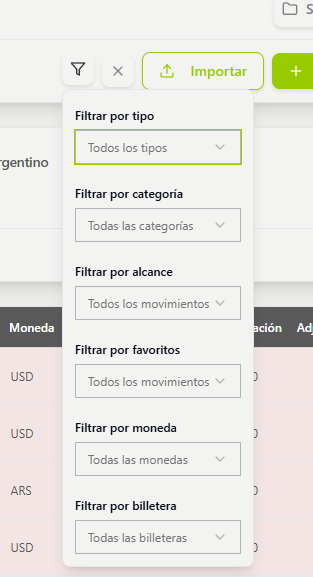 Importar
Filtrar por tipo
Todos los tipos
rgentino
Filtrar por categoría
Todas las categorías
Filtrar por alcance
Todos los movimientos
Moneda
Filtrar por favoritos
Todos los movimientos
USD
USD
Filtrar por moneda
Todas las monedas
ARS
Filtrar por billetera
Todas las billeteras
USD